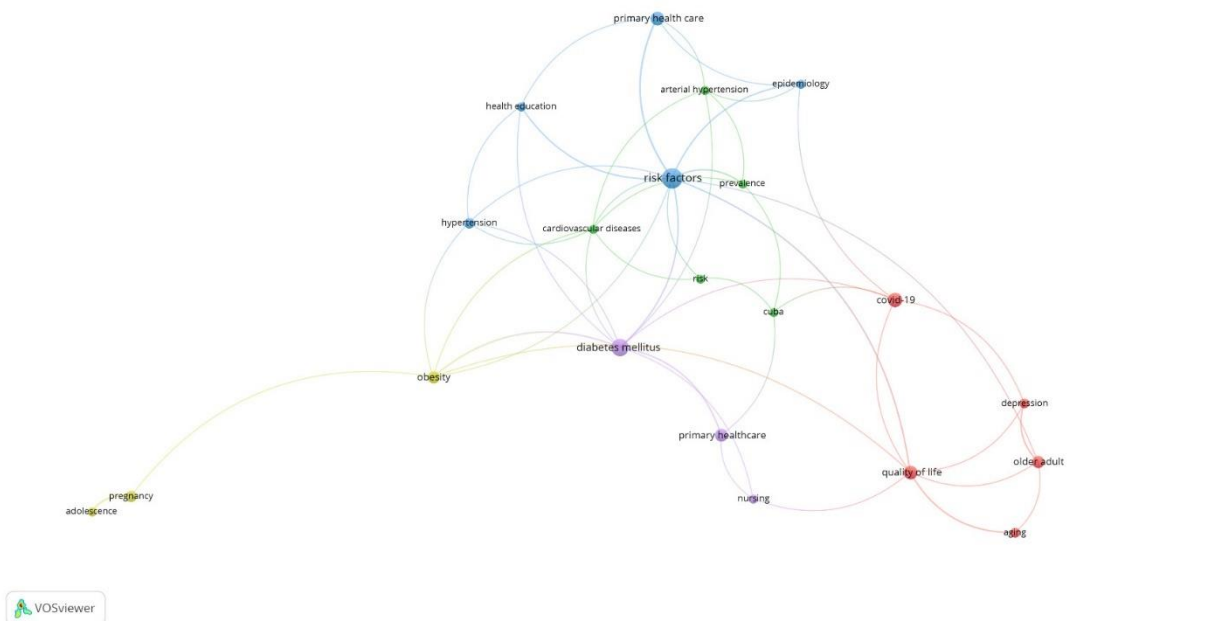 primary health care
epidemiology
arterial hypertension
health education
risk factors
prevalence
hypertension
cardiovascular diseases
risk
covid-19
cuba
diabetes mellitus
obesity
depression
primary healthcare
older adult
quality of life
pregnancy
nursing
adolescence
aging
VOSviewer